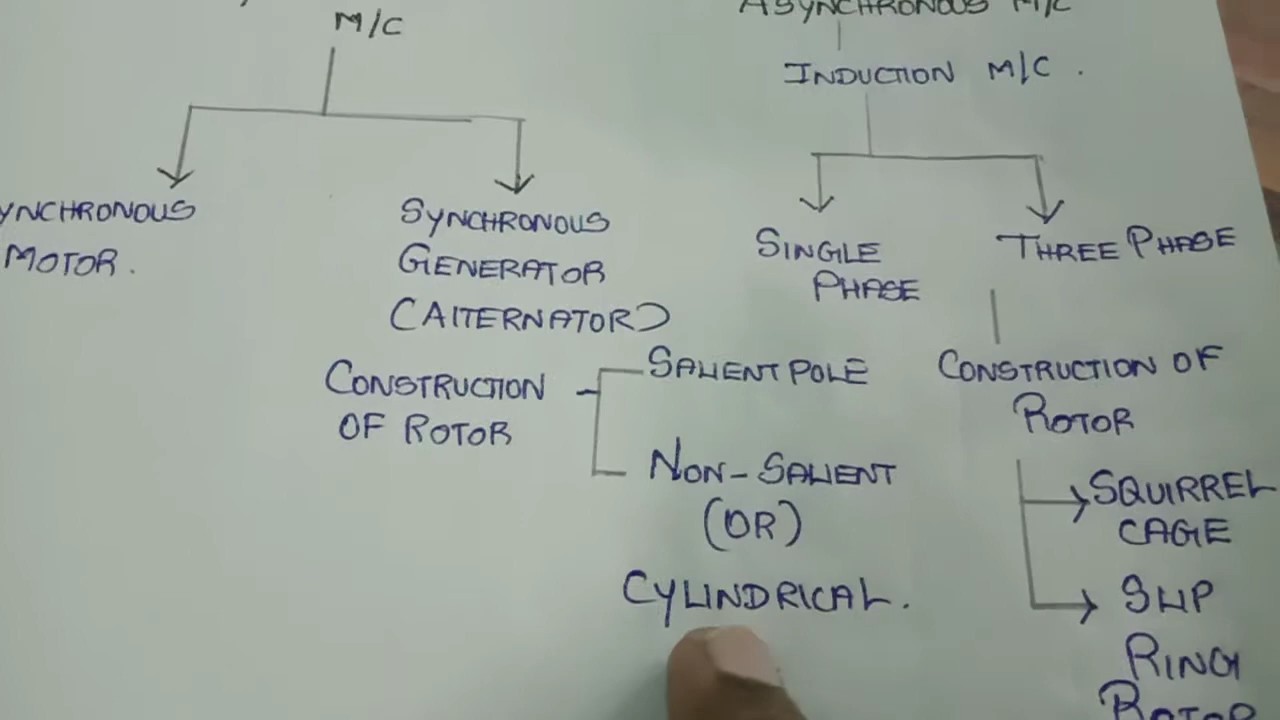 M/C
YNCHRONOUS
MOTOR.
SYNCHRONOUS
GENERATOR
(AlTERNATOR)
CONSTRUCTION
OF ROTOR
SALIENT POLE
NON-SALIENT
(OR)
CYLINDRICAL.
ASYNCHRONOUS M/C
INDUCTION M/C.
SINGLE
PHASE
THREE PHASE
CONSTRUCTION OF
ROTOR
SQUIRREL
CAGE
SLIP
RING
ROTOR